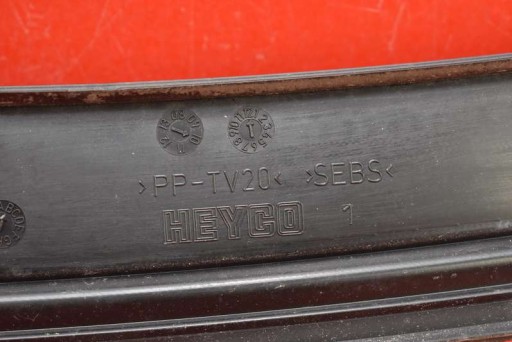 >PP-TV20< >SEBS<
HEYCO 1